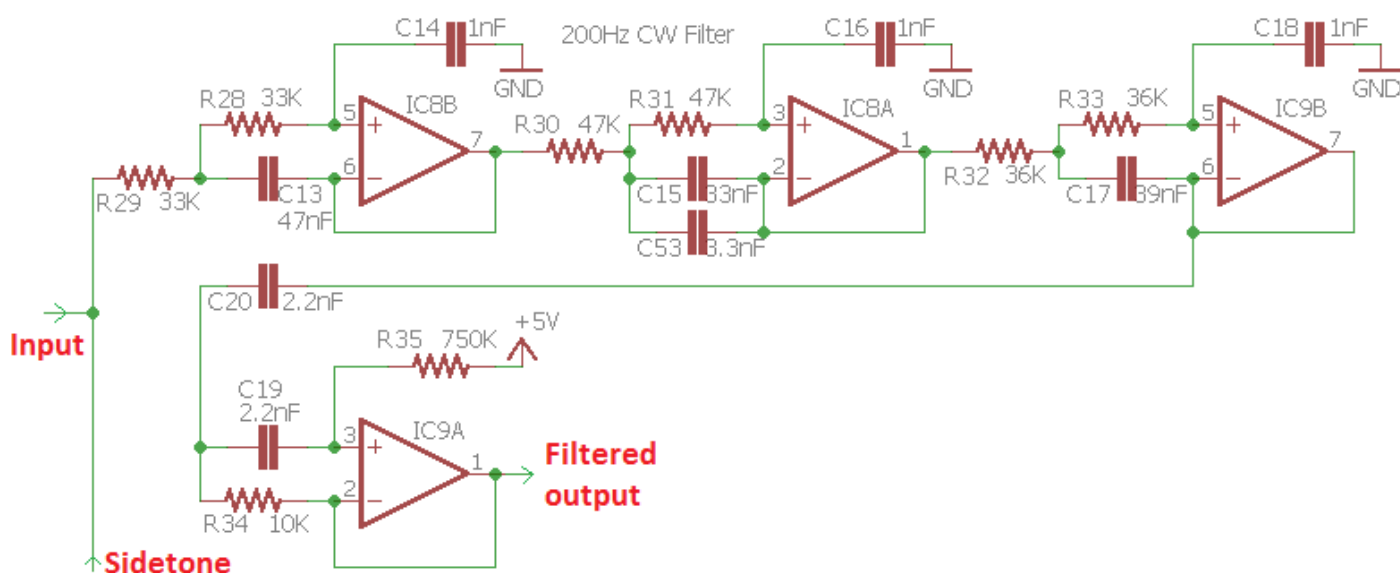 C14 1nF
200Hz CW Filter
C16 1nF
C18 1nF
GND
GND
GND
R28 33K
IC8B
R31 47K
IC8A
R33 36K
IC9B
5
+
7
R30 47K
3
+
1
5
+
7
6
-
2
-
6
-
R29 33K
C13
47nF
C15 33nF
R32 36K
C17 39nF
C53 3.3nF
C20 2.2nF
Input
R35 750K
+5V
C19
2.2nF
IC9A
3
+
1
Filtered
output
2
-
R34 10K
Sidetone